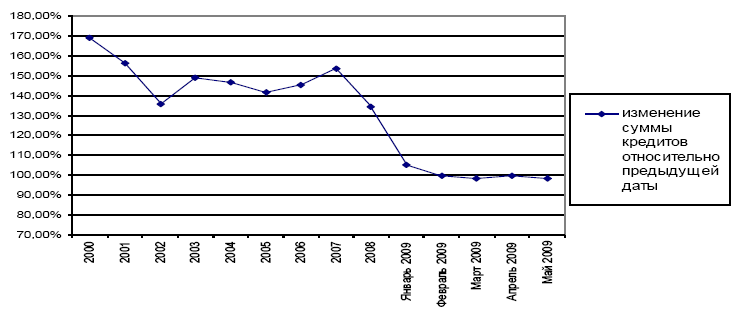 180,00%
170,00%
160,00%
150,00%
140,00%
130,00%
120,00%
110,00%
100,00%
90,00%
80,00%
70,00%
2000
2001
2002
2003
2004
2005
2006
2007
2008
Январь 2009
Февраль 2009
Март 2009
Апрель 2009
Май 2009
изменение
суммы
кредитов
относительно
предыдущей
даты